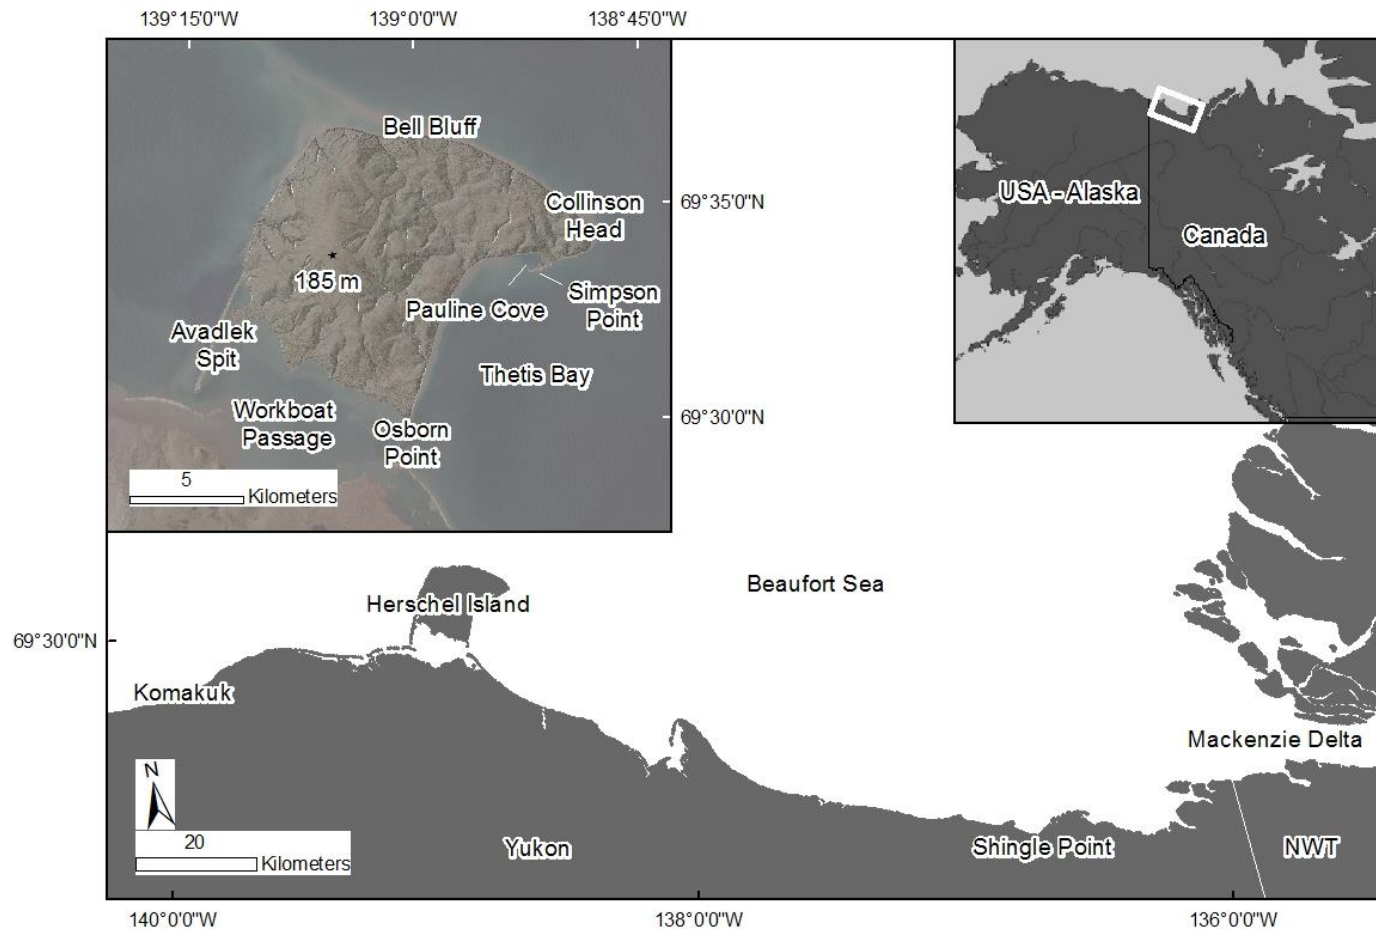 139°15'0"W
139°0'0"W
138°45'0"W
Bell Bluff
Collinson
Head
69°35'0"N
185 m
Pauline Cove
Simpson
Point
Avadlek
Spit
Thetis Bay
Workboat
Passage
Osborn
Point
69°30'0"N
5
Kilometers
USA - Alaska
Canada
Herschel Island
Beaufort Sea
69°30'0"N
Komakuk
Mackenzie Delta
N
20
Kilometers
Yukon
Shingle Point
NWT
140°0'0"W
138°0'0"W
136°0'0"W